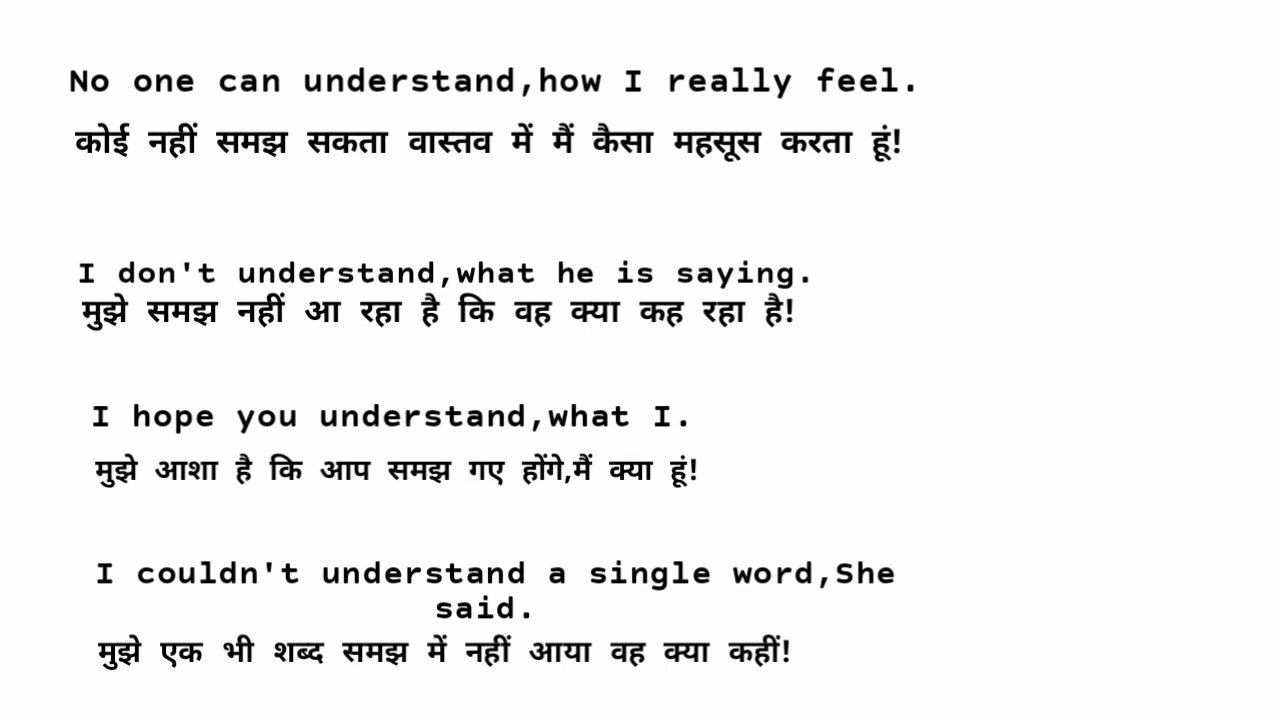 No one can understand,how I really feel.
कोई नहीं समझ सकता वास्तव में मैं कैसा महसूस करता हूं!
I don't understand,what he is saying.
मुझे समझ नहीं आ रहा है कि वह क्या कह रहा है!
I hope you understand,what I.
मुझे आशा है कि आप समझ गए होंगे,मैं क्या हूं!
I couldn't understand a single word,She
said.
मुझे एक भी शब्द समझ में नहीं आया वह क्या कहीं!